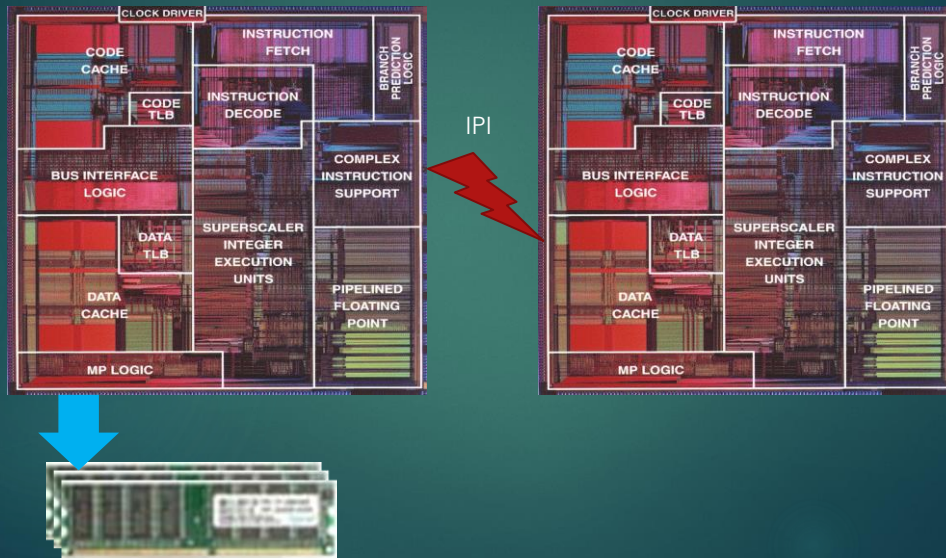 CLOCK DRIVER
CODE
CACHE
INSTRUCTION
FETCH
BRANCH
PREDICTION
LOGIC
CODE
TLB
INSTRUCTION
DECODE
BUS INTERFACE
LOGIC
COMPLEX
INSTRUCTION
SUPPORT
DATA
TLB
SUPERSCALER
INTEGER
EXECUTION
UNITS
DATA
CACHE
PIPELINED
FLOATING
POINT
MP LOGIC
IPI
CLOCK DRIVER
CODE
CACHE
INSTRUCTION
FETCH
BRANCH
PREDICTION
LOGIC
CODE
TLB
INSTRUCTION
DECODE
BUS INTERFACE
LOGIC
COMPLEX
INSTRUCTION
SUPPORT
DATA
TLB
SUPERSCALER
INTEGER
EXECUTION
UNITS
DATA
CACHE
PIPELINED
FLOATING
POINT
MP LOGIC